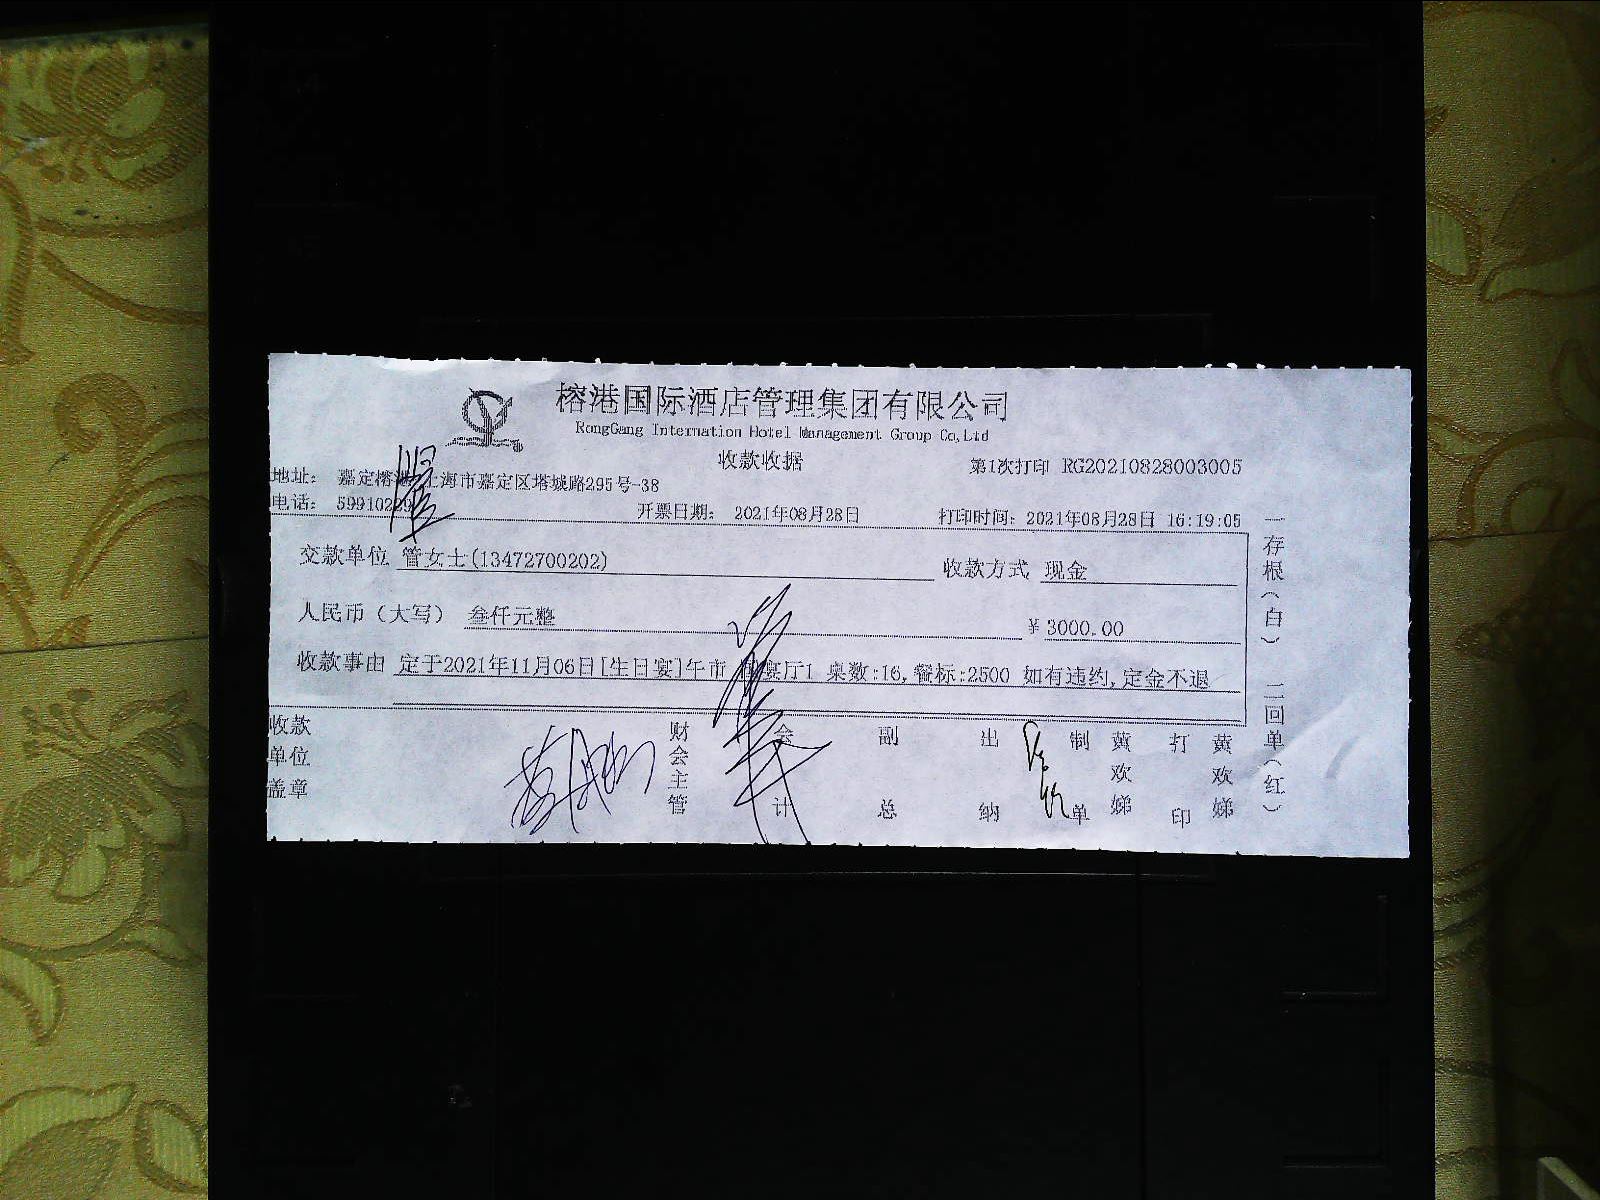 榕港国际酒店管理集团有限公司
RongGang Internation Hotel Management Group Co,Ltd
收款收据
第1次打印 RG20210828003005
地址: 嘉定榕港 上海市嘉定区塔城路295号-38
电话: 59910229
开票日期: 2021年08月28日
打印时间: 2021年08月28日 16:19:05
交款单位 管女士(13472700202)
收款方式 现金
人民币(大写) 叁仟元整
¥ 3000.00
收款事由 定于2021年11月06日[生日宴]午市 宴厅1 桌数:16,餐标:2500 如有违约,定金不退
收款单位盖章
财会主管
会计
副总
出纳
制单 黄欢娣
打印 黄欢娣
一存根(白) 二回单(红)